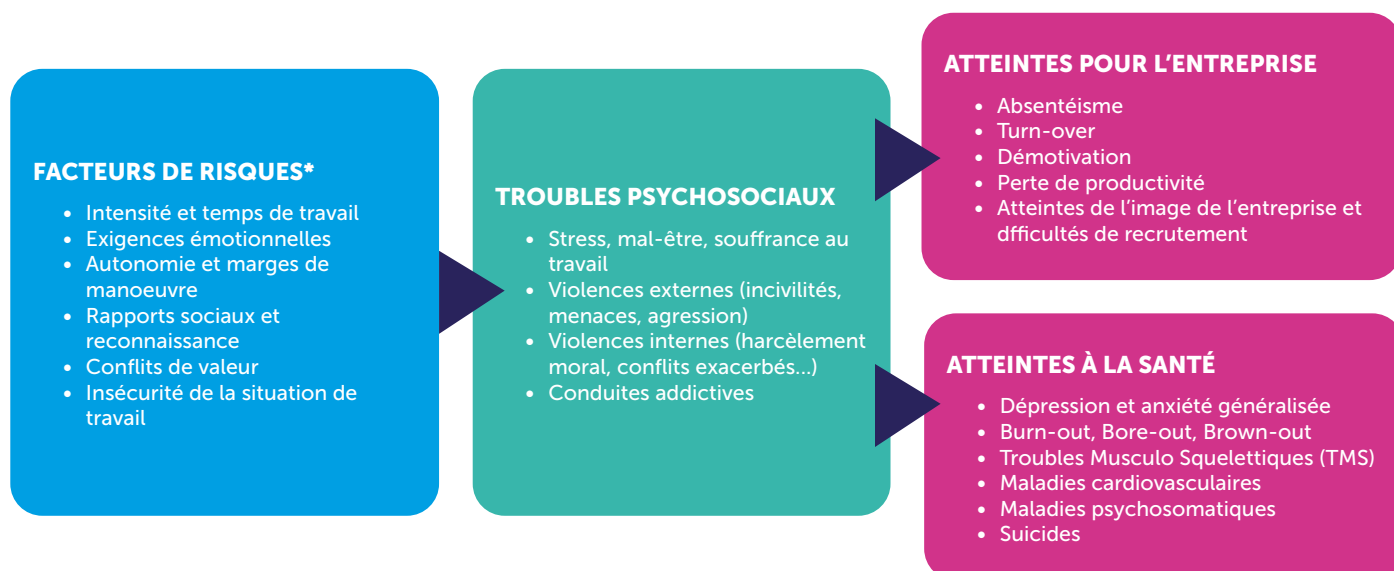 FACTEURS DE RISQUES*
• Intensité et temps de travail
• Exigences émotionnelles
• Autonomie et marges de
manoeuvre
• Rapports sociaux et
reconnaissance
• Conflits de valeur
• Insécurité de la situation de
travail
TROUBLES PSYCHOSOCIAUX
• Stress, mal-être, souffrance au
travail
• Violences externes (incivilités,
menaces, agression)
• Violences internes (harcèlement
moral, conflits exacerbés...)
• Conduites addictives
ATTEINTES POUR L’ENTREPRISE
• Absentéisme
• Turn-over
• Démotivation
• Perte de productivité
• Atteintes de l’image de l’entreprise et
dfficultés de recrutement
ATTEINTES À LA SANTÉ
• Dépression et anxiété généralisée
• Burn-out, Bore-out, Brown-out
• Troubles Musculo Squelettiques (TMS)
• Maladies cardiovasculaires
• Maladies psychosomatiques
• Suicides